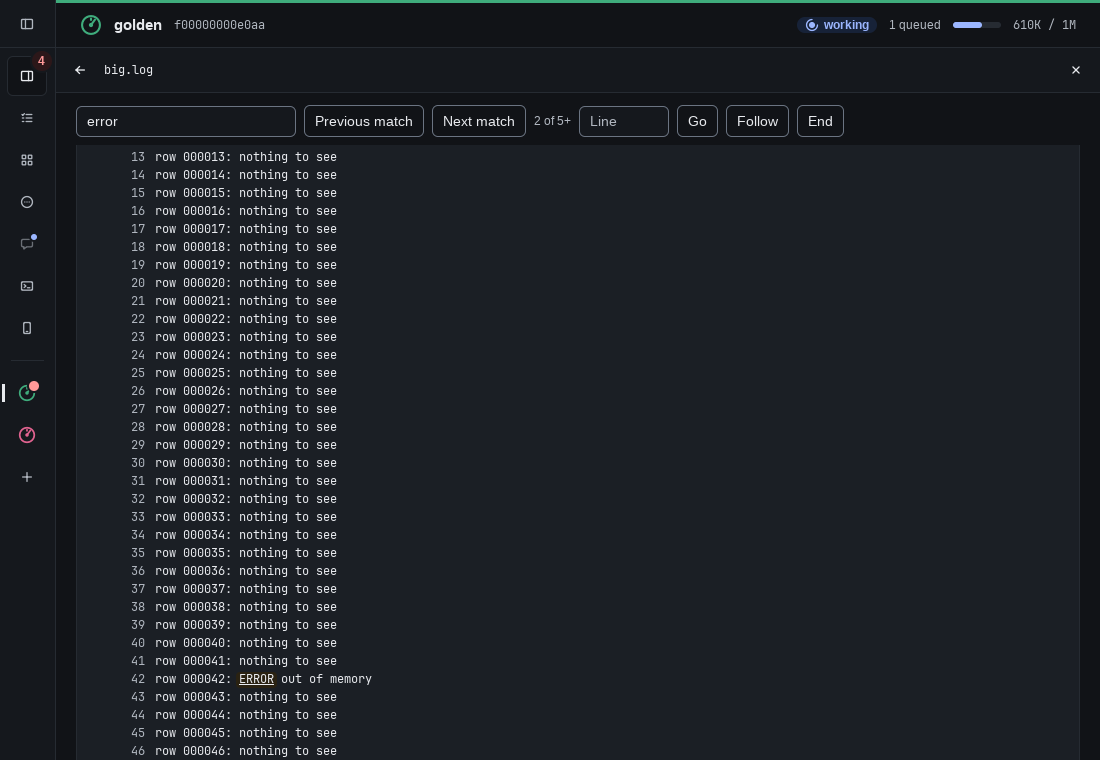 golden f00000000e0aa working 1 queued 610K / 1M
4
big.log
error Previous match Next match 2 of 5+ Line Go Follow End
13 row 000013: nothing to see
14 row 000014: nothing to see
15 row 000015: nothing to see
16 row 000016: nothing to see
17 row 000017: nothing to see
18 row 000018: nothing to see
19 row 000019: nothing to see
20 row 000020: nothing to see
21 row 000021: nothing to see
22 row 000022: nothing to see
23 row 000023: nothing to see
24 row 000024: nothing to see
25 row 000025: nothing to see
26 row 000026: nothing to see
27 row 000027: nothing to see
28 row 000028: nothing to see
29 row 000029: nothing to see
30 row 000030: nothing to see
31 row 000031: nothing to see
32 row 000032: nothing to see
33 row 000033: nothing to see
34 row 000034: nothing to see
35 row 000035: nothing to see
36 row 000036: nothing to see
37 row 000037: nothing to see
38 row 000038: nothing to see
39 row 000039: nothing to see
40 row 000040: nothing to see
41 row 000041: nothing to see
42 row 000042: ERROR out of memory
43 row 000043: nothing to see
44 row 000044: nothing to see
45 row 000045: nothing to see
46 row 000046: nothing to see